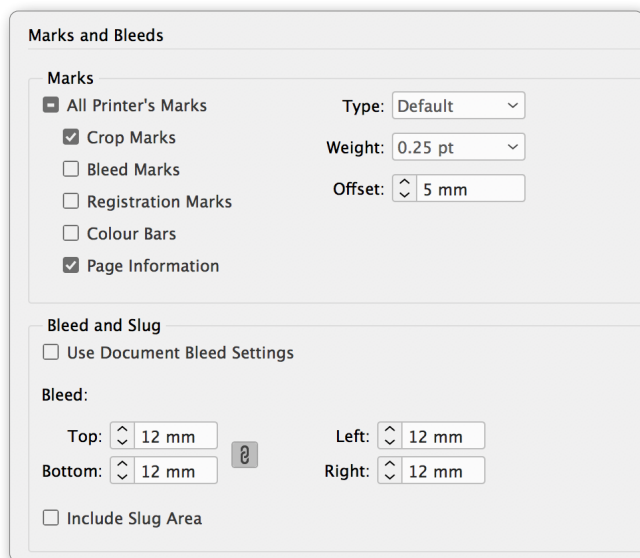 Marks and Bleeds
Marks
All Printer's Marks
Type: Default
Crop Marks
Weight: 0.25 pt
Bleed Marks
Offset: 5 mm
Registration Marks
Colour Bars
Page Information
Bleed and Slug
Use Document Bleed Settings
Bleed:
Top: 12 mm
Left: 12 mm
Bottom: 12 mm
Right: 12 mm
Include Slug Area